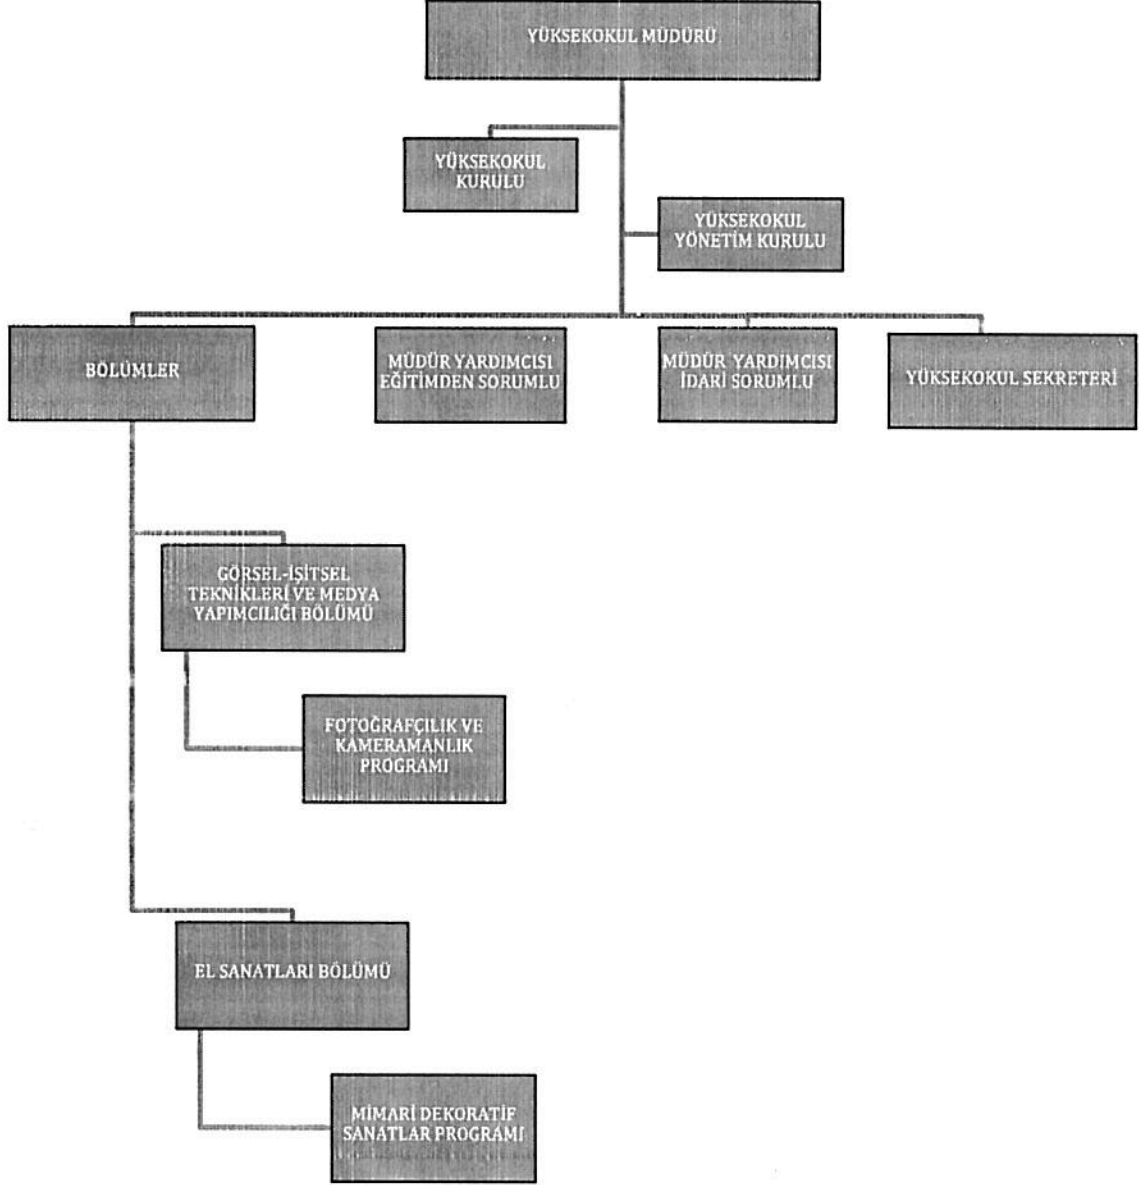 YÜKSEKOKUL MÜDÜRÜ
YÜKSEKOKUL
KURULU
YÜKSEKOKUL
YÖNETİM KURULU
BÖLÜMLER
MÜDÜR YARDIMCISI
EĞİTİMDEN SORUMLU
MÜDÜR YARDIMCISI
İDARİ SORUMLU
YÜKSEKOKUL SEKRETERİ
GÖRSEL-İŞİTSEL
TEKNİKLERİ VE MEDYA
YAPIMCILIĞI BÖLÜMÜ
FOTOĞRAFÇILIK VE
KAMERAMANLIK
PROGRAMI
EL SANATLARI BÖLÜMÜ
MİMARİ DEKORATİF
SANATLAR PROGRAMI